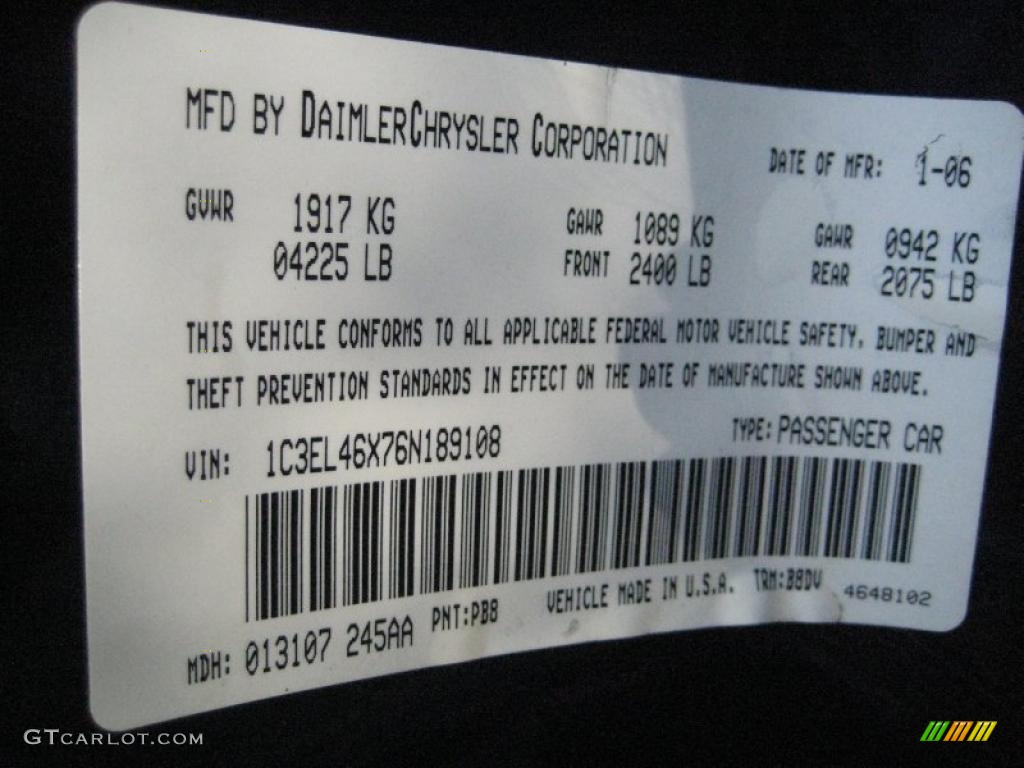 MFD BY DAIMLERCHRYSLER CORPORATION DATE OF MFR: 1-06
GVWR 1917 KG GAWR 1089 KG GAWR 0942 KG
04225 LB FRONT 2400 LB REAR 2075 LB
THIS VEHICLE CONFORMS TO ALL APPLICABLE FEDERAL MOTOR VEHICLE SAFETY, BUMPER AND
THEFT PREVENTION STANDARDS IN EFFECT ON THE DATE OF MANUFACTURE SHOWN ABOVE.
VIN: 1C3EL46X76N189108 TYPE: PASSENGER CAR
MDH: 013107 245AA PNT:PB8 VEHICLE MADE IN U.S.A. TRM:B8DV 4648102
GTCARLOT.COM